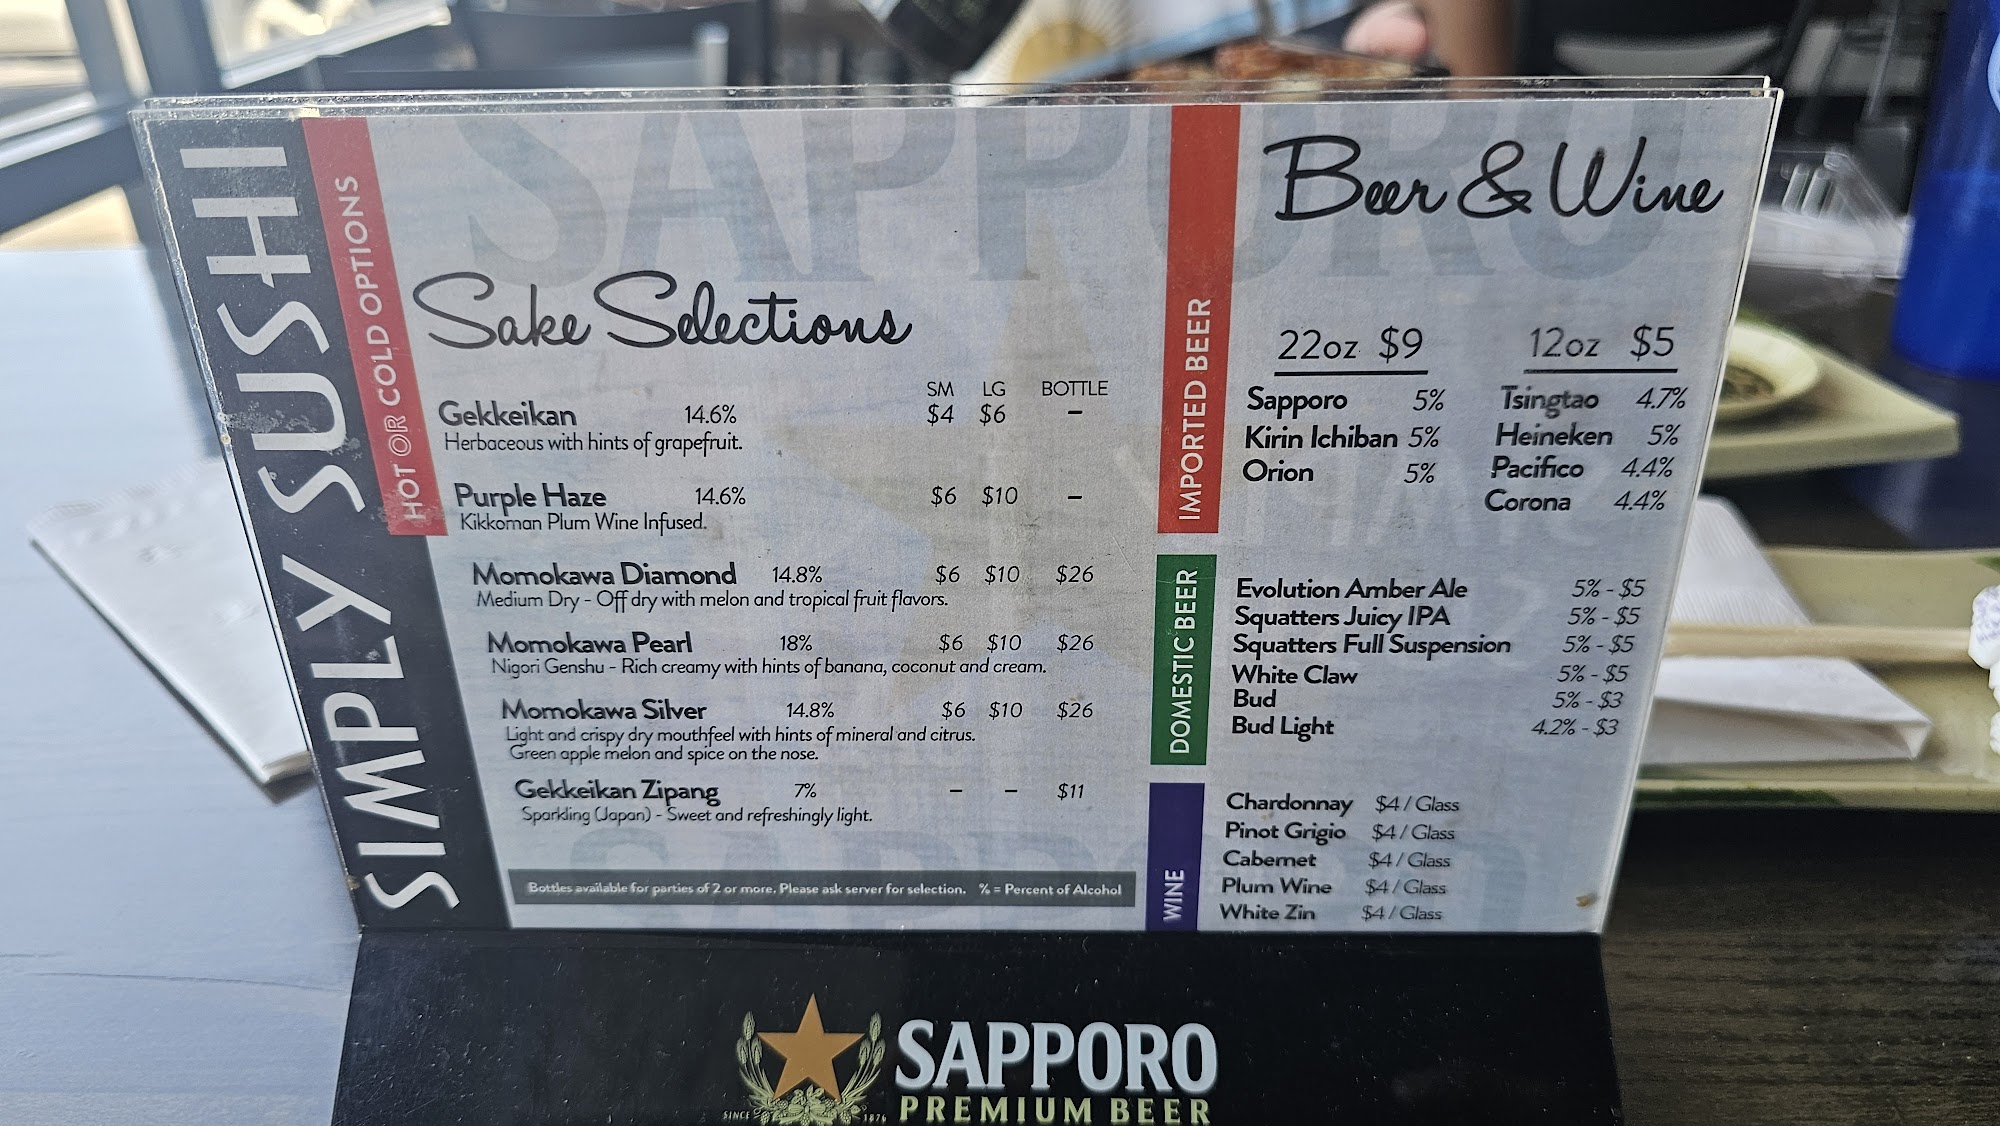 SIMPLY SUSHI
HOT OR COLD OPTIONS
Sake Selections
SM LG BOTTLE
Gekkeikan 14.6% $4 $6 –
Herbaceous with hints of grapefruit.
Purple Haze 14.6% $6 $10 –
Kikkoman Plum Wine Infused.
Momokawa Diamond 14.8% $6 $10 $26
Medium Dry - Off dry with melon and tropical fruit flavors.
Momokawa Pearl 18% $6 $10 $26
Nigori Genshu - Rich creamy with hints of banana, coconut and cream.
Momokawa Silver 14.8% $6 $10 $26
Light and crispy dry mouthfeel with hints of mineral and citrus.
Green apple melon and spice on the nose.
Gekkeikan Zipang 7% – – $11
Sparkling (Japan) - Sweet and refreshingly light.
Bottles available for parties of 2 or more. Please ask server for selection. % = Percent of Alcohol
Beer & Wine
IMPORTED BEER
22oz $9
Sapporo 5%
Kirin Ichiban 5%
Orion 5%
12oz $5
Tsingtao 4.7%
Heineken 5%
Pacifico 4.4%
Corona 4.4%
DOMESTIC BEER
Evolution Amber Ale 5% - $5
Squatters Juicy IPA 5% - $5
Squatters Full Suspension 5% - $5
White Claw 5% - $5
Bud 5% - $3
Bud Light 4.2% - $3
WINE
Chardonnay $4 / Glass
Pinot Grigio $4 / Glass
Cabernet $4 / Glass
Plum Wine $4 / Glass
White Zin $4 / Glass
SAPPORO
SAPPORO
SINCE 1876
SAPPORO
PREMIUM BEER